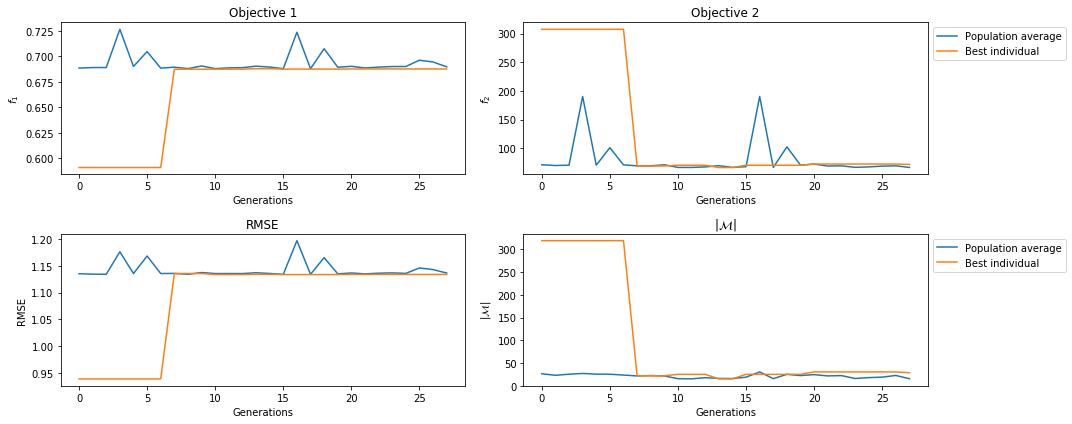 Objective 1
0.725
0.700
0.675
0.650
0.625
0.600
f₁
0 5 10 15 20 25
Generations
Objective 2
300
250
200
150
100
f₂
0 5 10 15 20 25
Generations
Population average
Best individual
RMSE
1.20
1.15
1.10
1.05
1.00
0.95
RMSE
0 5 10 15 20 25
Generations
|ℳ|
300
250
200
150
100
50
0
|ℳ|
0 5 10 15 20 25
Generations
Population average
Best individual